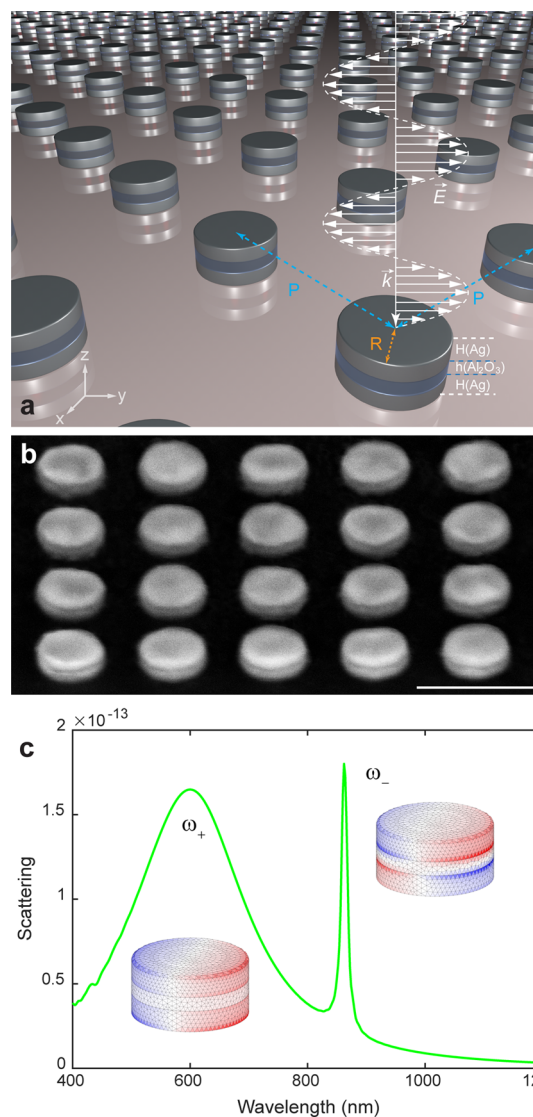 E
k
P
P
R
H(Ag)
h(Al₂O₃)
H(Ag)
z
y
x
a
b
c
2 ×10⁻¹³
1.5
1
0.5
0
Scattering
ω₊
ω₋
400
600
800
1000
Wavelength (nm)